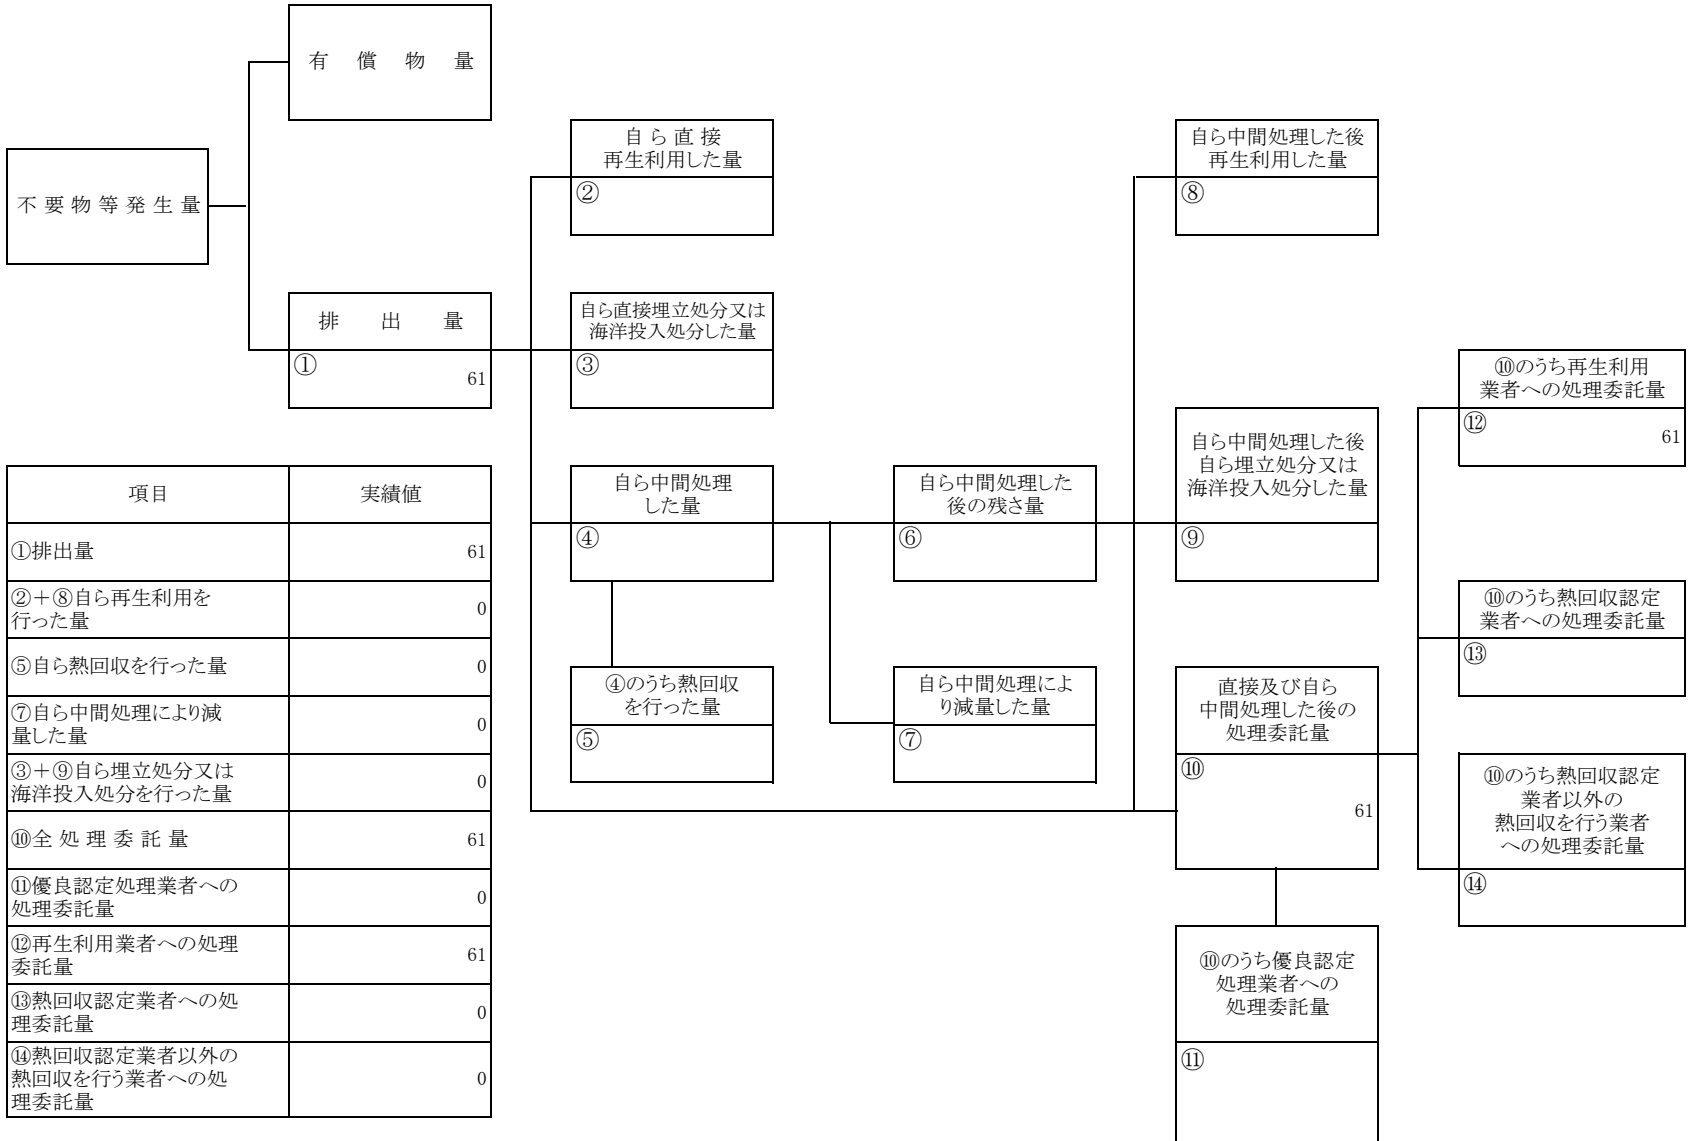 有償物量
不要物等発生量
排出量
①
61
自ら直接
再生利用した量
②
自ら直接埋立処分又は
海洋投入処分した量
③
自ら中間処理
した量
④
④のうち熱回収
を行った量
⑤
自ら中間処理した
後の残さ量
⑥
自ら中間処理によ
り減量した量
⑦
自ら中間処理した後
再生利用した量
⑧
自ら中間処理した後
自ら埋立処分又は
海洋投入処分した量
⑨
直接及び自ら
中間処理した後の
処理委託量
⑩
61
⑩のうち優良認定
処理業者への
処理委託量
⑪
⑩のうち再生利用
業者への処理委託量
⑫
61
⑩のうち熱回収認定
業者への処理委託量
⑬
⑩のうち熱回収認定
業者以外の
熱回収を行う業者
への処理委託量
⑭
項目 実績値
①排出量 61
②+⑧自ら再生利用を
行った量 0
⑤自ら熱回収を行った量 0
⑦自ら中間処理により減
量した量 0
③+⑨自ら埋立処分又は
海洋投入処分を行った量 0
⑩全処理委託量 61
⑪優良認定処理業者への
処理委託量 0
⑫再生利用業者への処理
委託量 61
⑬熱回収認定業者への処
理委託量 0
⑭熱回収認定業者以外の
熱回収を行う業者への処
理委託量 0